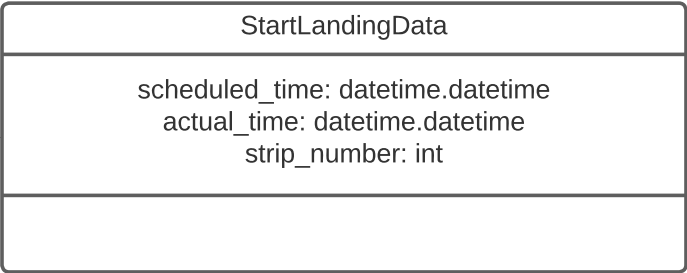 StartLandingData
scheduled_time: datetime.datetime
actual_time: datetime.datetime
strip_number: int